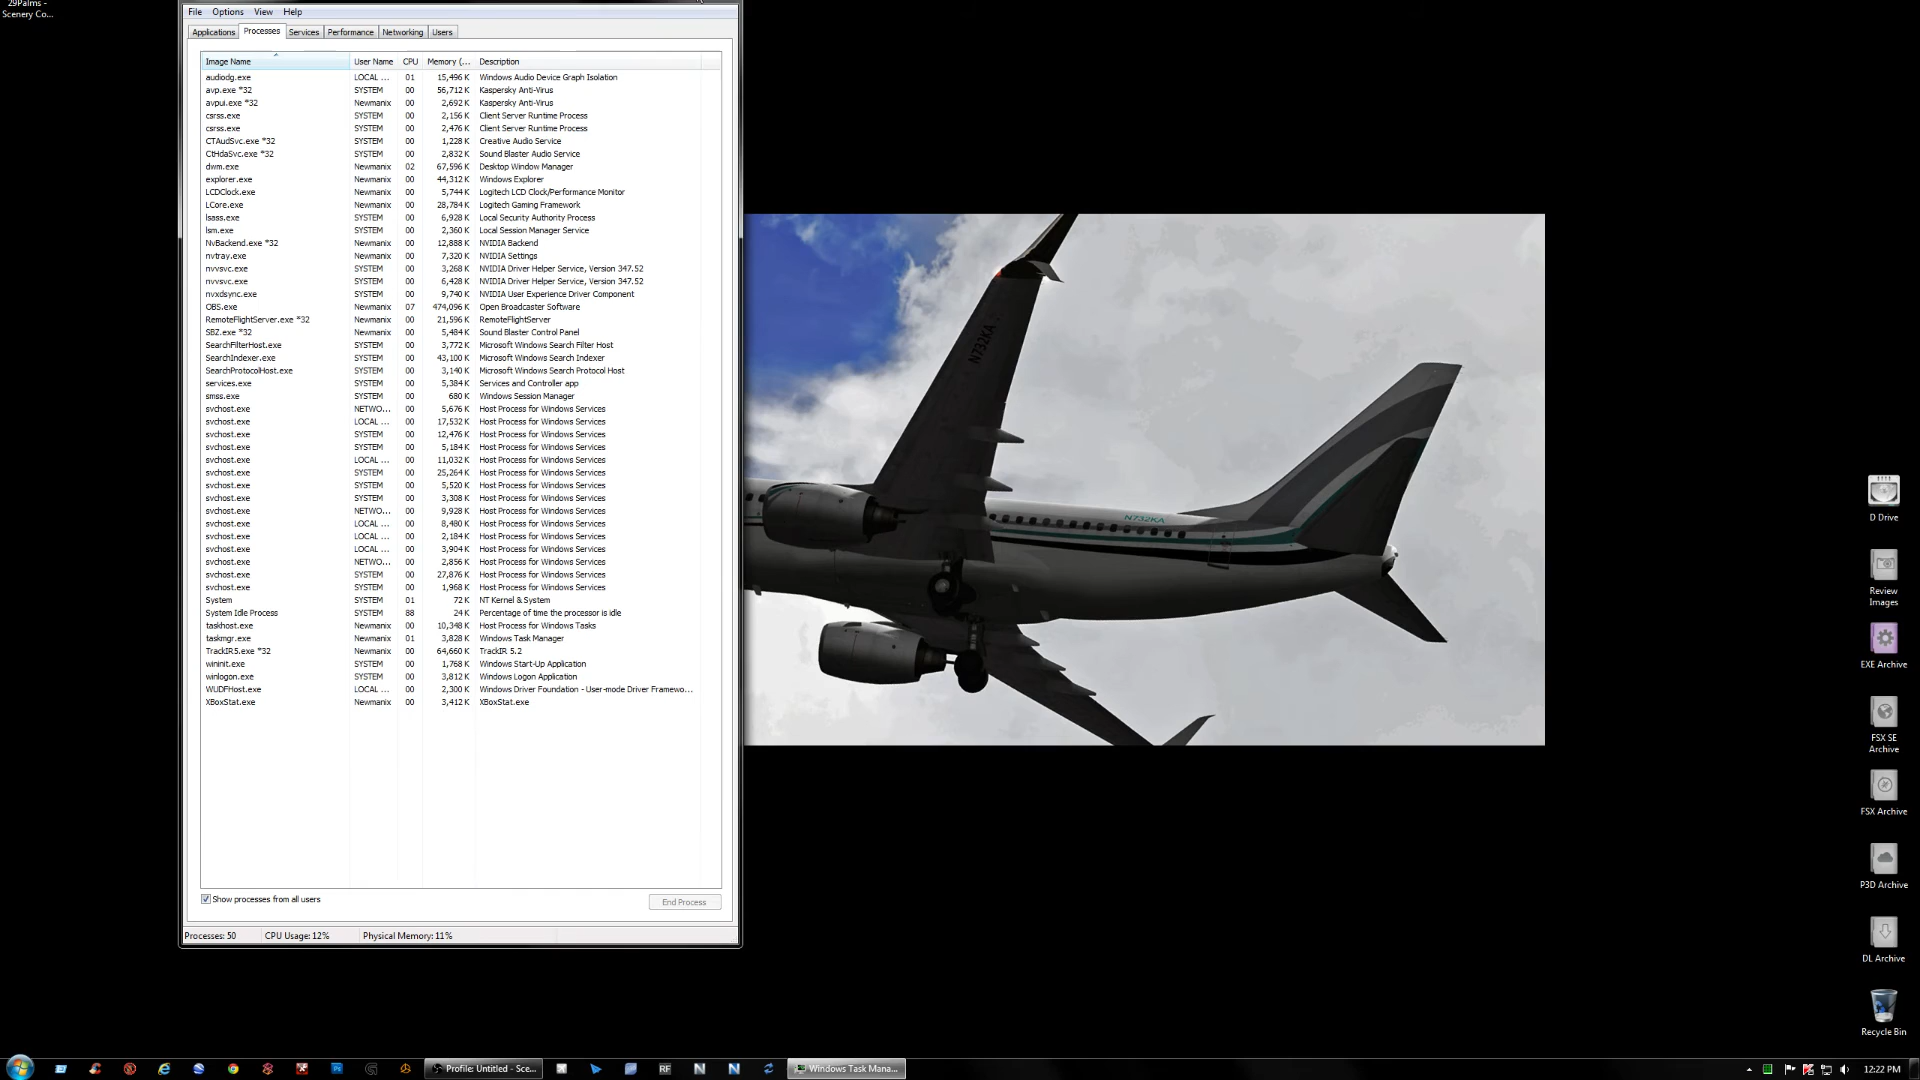 29Palms -
Scenery Co...
File Options View Help
Applications Processes Services Performance Networking Users
Image Name User Name CPU Memory (... Description
audiodg.exe LOCAL ... 01 15,496 K Windows Audio Device Graph Isolation
avp.exe *32 SYSTEM 00 56,712 K Kaspersky Anti-Virus
avpui.exe *32 Newmanix 00 2,692 K Kaspersky Anti-Virus
csrss.exe SYSTEM 00 2,156 K Client Server Runtime Process
csrss.exe SYSTEM 00 2,476 K Client Server Runtime Process
CTAudSvc.exe *32 SYSTEM 00 1,228 K Creative Audio Service
CtHdaSvc.exe *32 SYSTEM 00 2,832 K Sound Blaster Audio Service
dwm.exe Newmanix 02 67,596 K Desktop Window Manager
explorer.exe Newmanix 00 44,312 K Windows Explorer
LCDClock.exe Newmanix 00 5,744 K Logitech LCD Clock/Performance Monitor
LCore.exe Newmanix 00 28,784 K Logitech Gaming Framework
lsass.exe SYSTEM 00 6,928 K Local Security Authority Process
lsm.exe SYSTEM 00 2,360 K Local Session Manager Service
NvBackend.exe *32 Newmanix 00 12,888 K NVIDIA Backend
nvtray.exe Newmanix 00 7,320 K NVIDIA Settings
nvvsvc.exe SYSTEM 00 3,268 K NVIDIA Driver Helper Service, Version 347.52
nvvsvc.exe SYSTEM 00 6,428 K NVIDIA Driver Helper Service, Version 347.52
nvxdsync.exe SYSTEM 00 9,740 K NVIDIA User Experience Driver Component
OBS.exe Newmanix 07 474,096 K Open Broadcaster Software
RemoteFlightServer.exe *32 Newmanix 00 21,596 K RemoteFlightServer
SBZ.exe *32 Newmanix 00 5,484 K Sound Blaster Control Panel
SearchFilterHost.exe SYSTEM 00 3,772 K Microsoft Windows Search Filter Host
SearchIndexer.exe SYSTEM 00 43,100 K Microsoft Windows Search Indexer
SearchProtocolHost.exe SYSTEM 00 3,140 K Microsoft Windows Search Protocol Host
services.exe SYSTEM 00 5,384 K Services and Controller app
smss.exe SYSTEM 00 680 K Windows Session Manager
svchost.exe NETWO... 00 5,676 K Host Process for Windows Services
svchost.exe LOCAL ... 00 17,532 K Host Process for Windows Services
svchost.exe SYSTEM 00 12,476 K Host Process for Windows Services
svchost.exe SYSTEM 00 5,184 K Host Process for Windows Services
svchost.exe LOCAL ... 00 11,032 K Host Process for Windows Services
svchost.exe SYSTEM 00 25,264 K Host Process for Windows Services
svchost.exe SYSTEM 00 5,520 K Host Process for Windows Services
svchost.exe SYSTEM 00 3,308 K Host Process for Windows Services
svchost.exe NETWO... 00 9,928 K Host Process for Windows Services
svchost.exe LOCAL ... 00 8,480 K Host Process for Windows Services
svchost.exe LOCAL ... 00 2,184 K Host Process for Windows Services
svchost.exe LOCAL ... 00 3,904 K Host Process for Windows Services
svchost.exe NETWO... 00 2,856 K Host Process for Windows Services
svchost.exe SYSTEM 00 27,876 K Host Process for Windows Services
svchost.exe SYSTEM 00 1,968 K Host Process for Windows Services
System SYSTEM 01 72 K NT Kernel & System
System Idle Process SYSTEM 88 24 K Percentage of time the processor is idle
taskhost.exe Newmanix 00 10,348 K Host Process for Windows Tasks
taskmgr.exe Newmanix 01 3,828 K Windows Task Manager
TrackIR5.exe *32 Newmanix 00 64,660 K TrackIR 5.2
wininit.exe SYSTEM 00 1,768 K Windows Start-Up Application
winlogon.exe SYSTEM 00 3,812 K Windows Logon Application
WUDFHost.exe LOCAL ... 00 2,300 K Windows Driver Foundation - User-mode Driver Framewo...
XBoxStat.exe Newmanix 00 3,412 K XBoxStat.exe
Show processes from all users
End Process
Processes: 50 CPU Usage: 12% Physical Memory: 11%
N732KA
N732KA
D Drive
Review
Images
EXE Archive
FSX SE
Archive
FSX Archive
P3D Archive
DL Archive
Recycle Bin
Profile: Untitled - Sce...
RF
Windows Task Mana...
12:22 PM